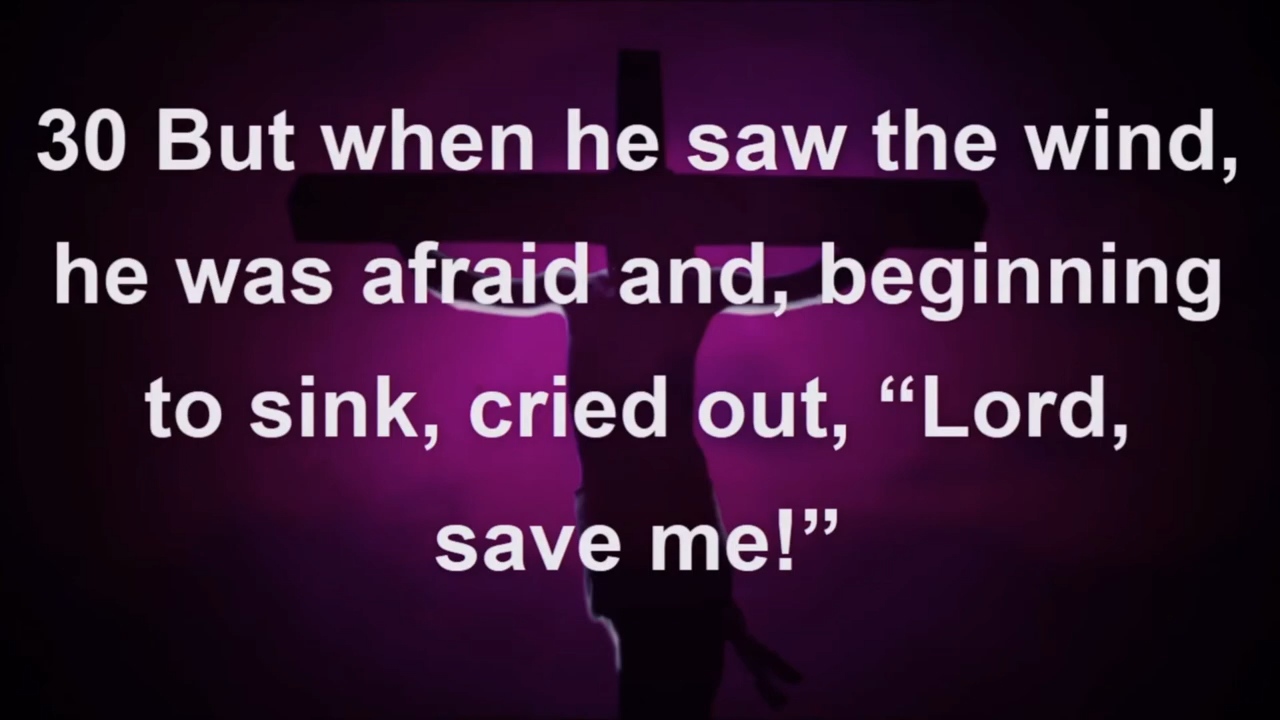 30 But when he saw the wind,
he was afraid and, beginning
to sink, cried out, “Lord,
save me!”